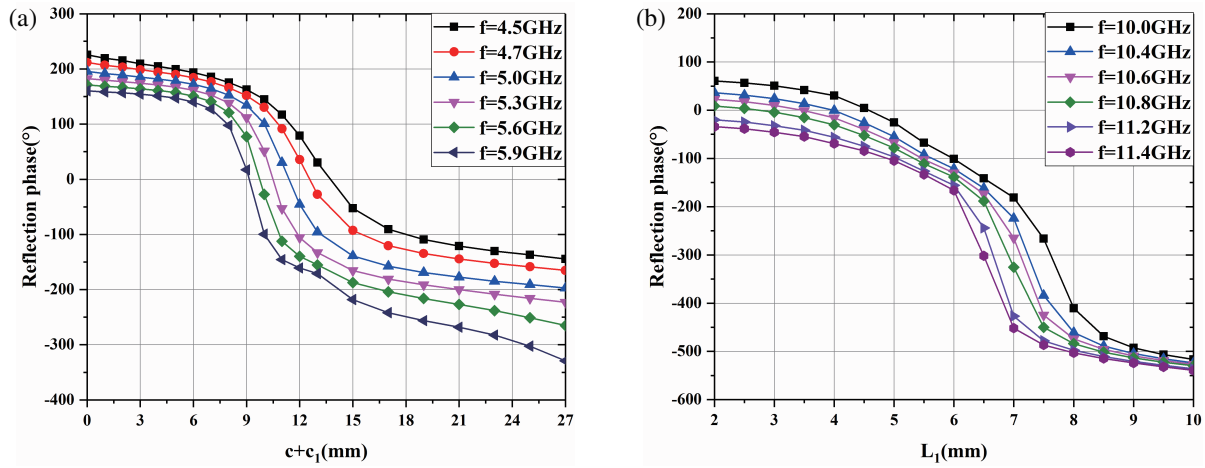 (a)
300
200
100
0
-100
-200
-300
-400
Reflection phase(°)
0 3 6 9 12 15 18 21 24 27
c+c₁(mm)
f=4.5GHz
f=4.7GHz
f=5.0GHz
f=5.3GHz
f=5.6GHz
f=5.9GHz
(b)
200
100
0
-100
-200
-300
-400
-500
-600
Reflection phase(°)
2 3 4 5 6 7 8 9 10
L₁(mm)
f=10.0GHz
f=10.4GHz
f=10.6GHz
f=10.8GHz
f=11.2GHz
f=11.4GHz